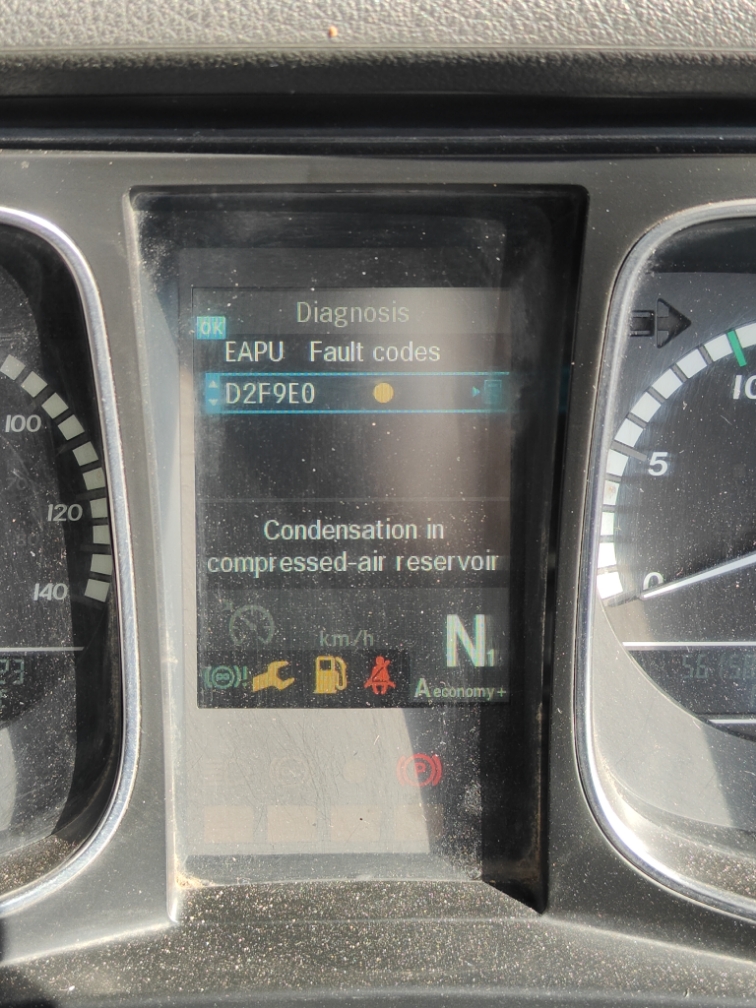 Diagnosis
OK
EAPU Fault codes
D2F9E0
Condensation in
compressed-air reservoir
km/h
N1
A economy+
P
100
120
140
10
5
0
23